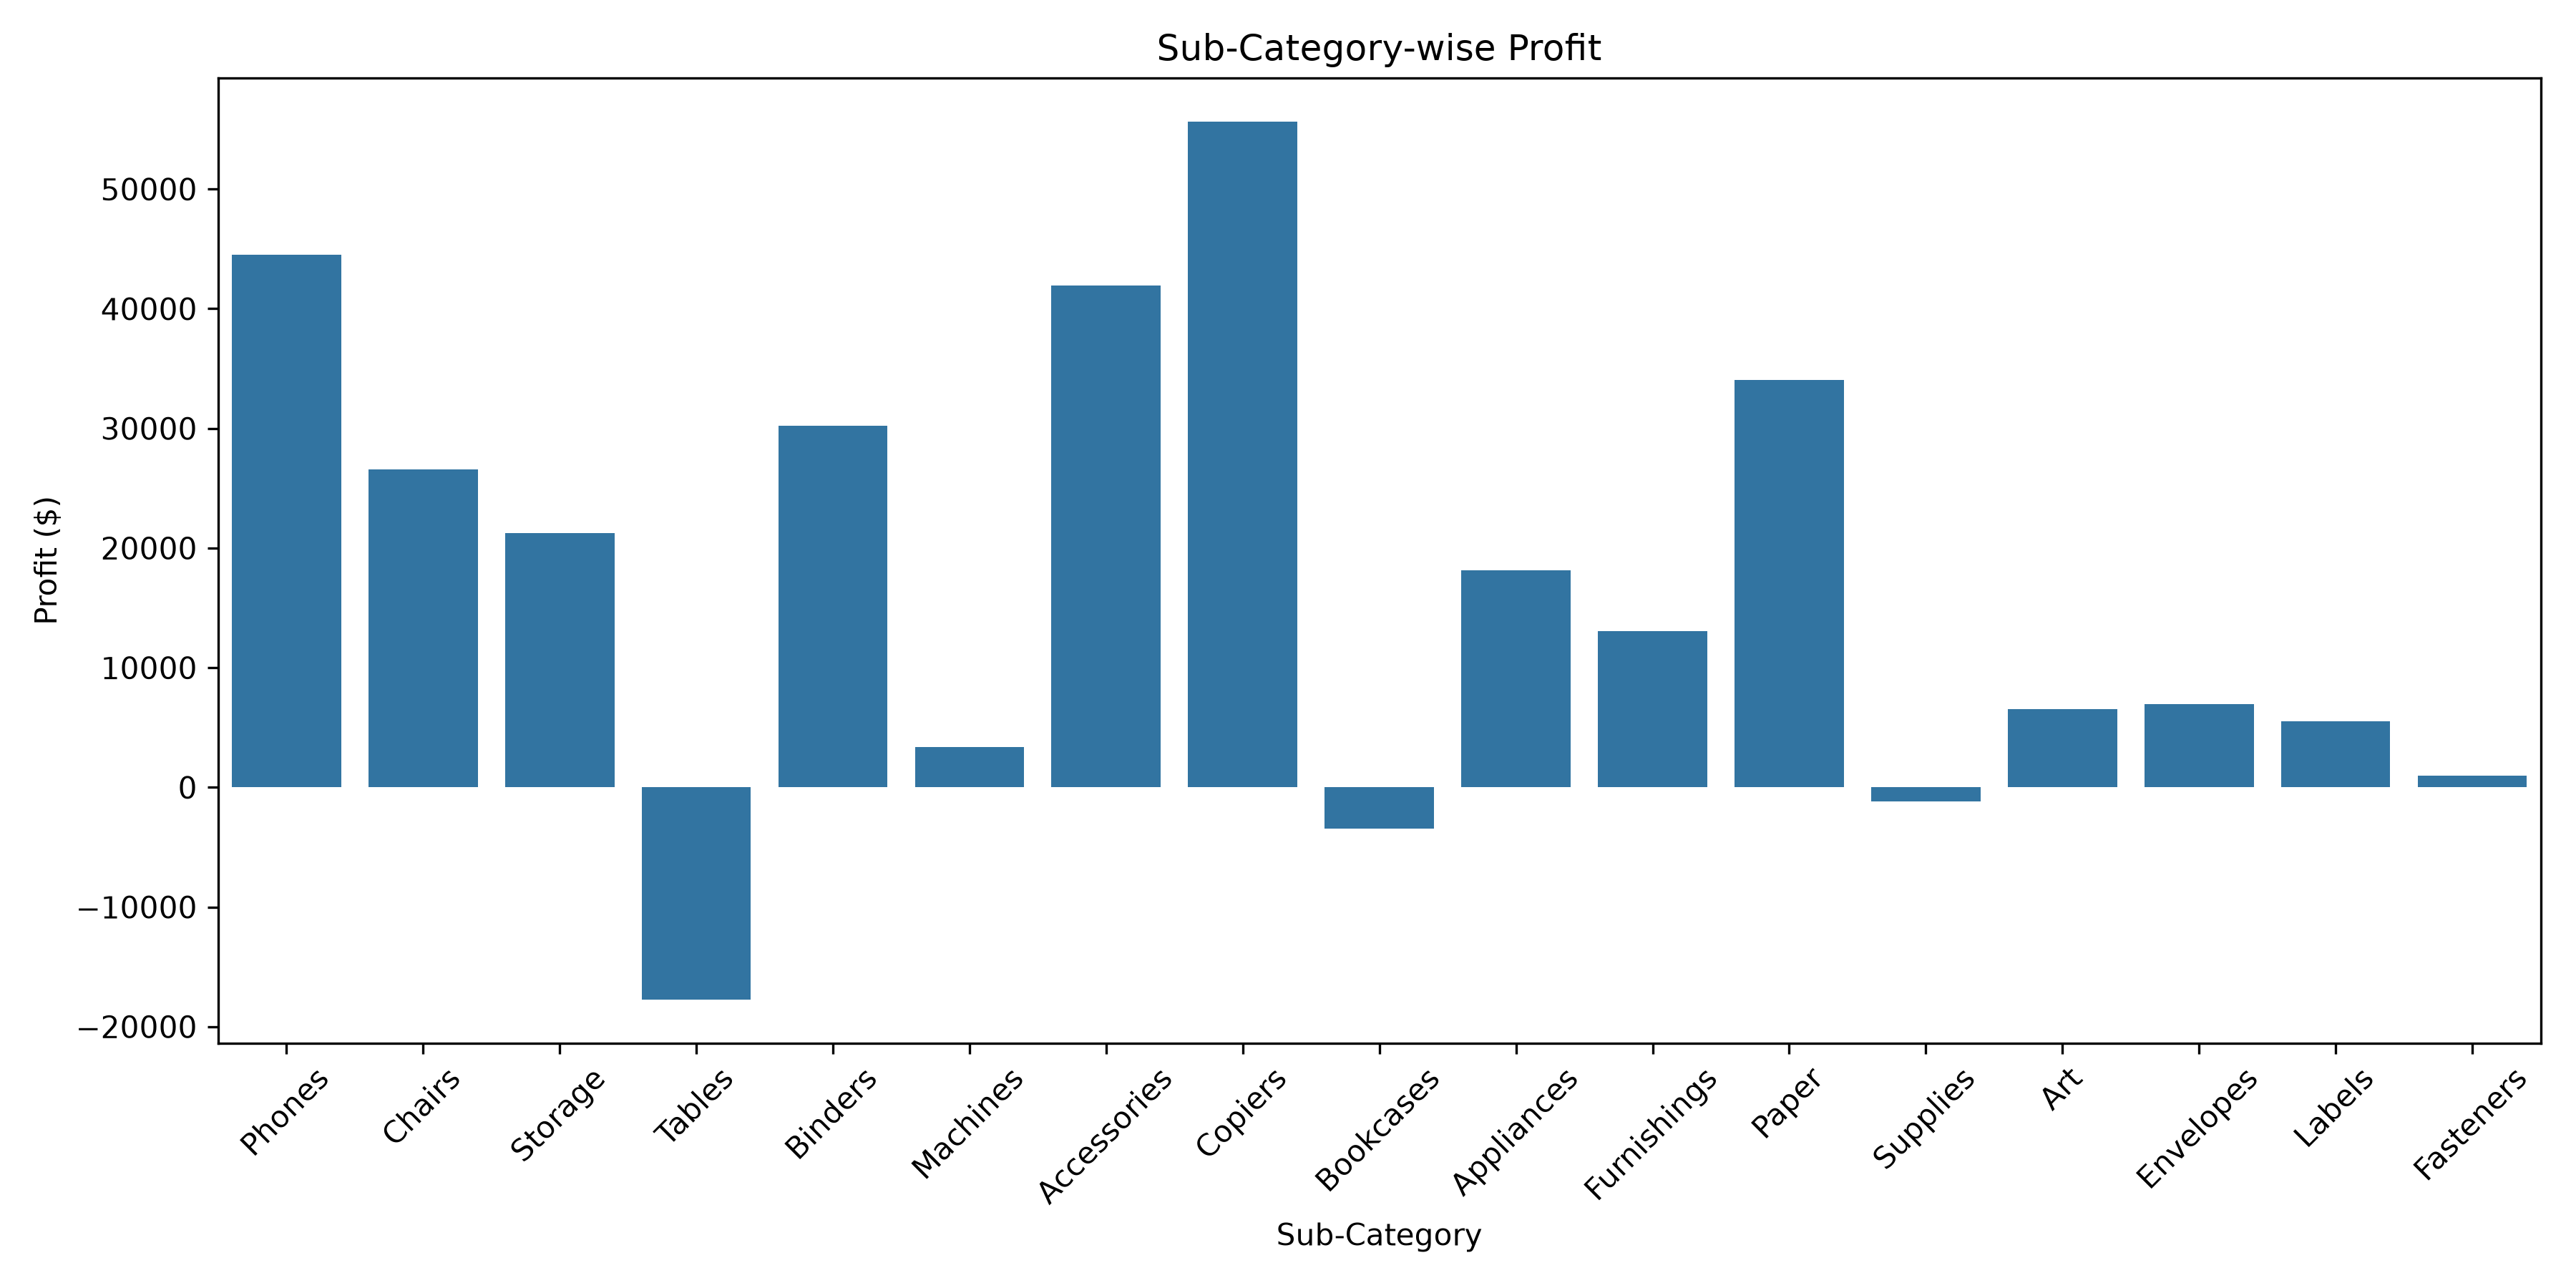 Sub-Category-wise Profit
Profit ($)
50000
40000
30000
20000
10000
0
−10000
−20000
Phones
Chairs
Storage
Tables
Binders
Machines
Accessories
Copiers
Bookcases
Appliances
Furnishings
Paper
Supplies
Art
Envelopes
Labels
Fasteners
Sub-Category